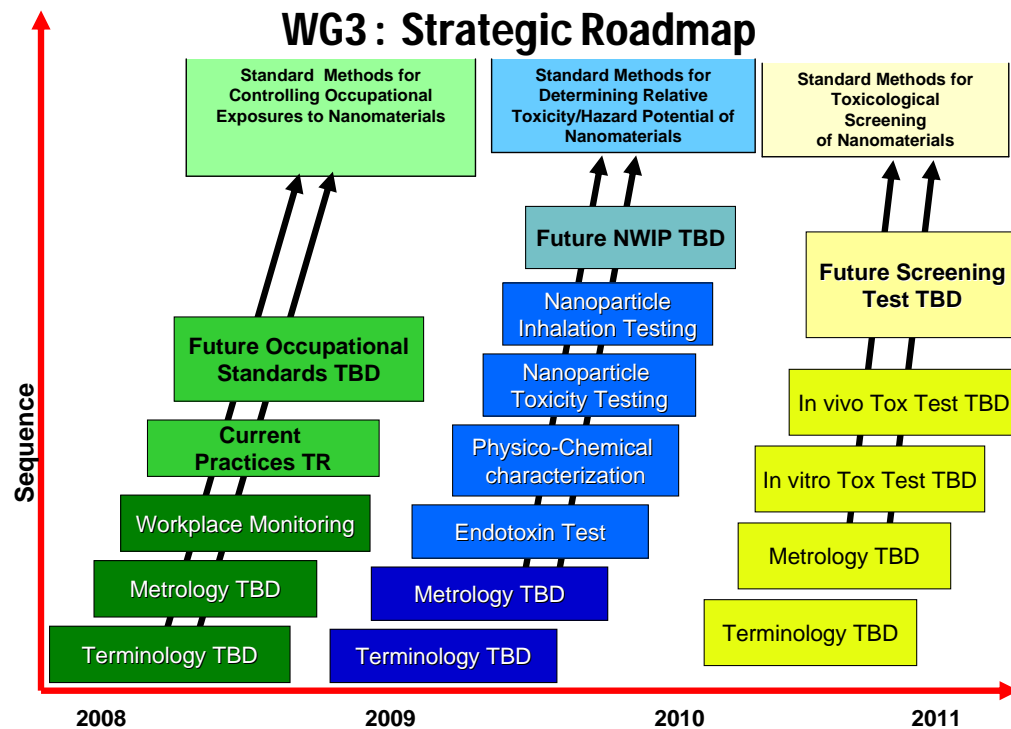 WG3 : Strategic Roadmap
Standard Methods for
Controlling Occupational
Exposures to Nanomaterials
Future Occupational
Standards TBD
Current
Practices TR
Workplace Monitoring
Metrology TBD
Terminology TBD
Standard Methods for
Determining Relative
Toxicity/Hazard Potential of
Nanomaterials
Future NWIP TBD
Nanoparticle
Inhalation Testing
Nanoparticle
Toxicity Testing
Physico-Chemical
characterization
Endotoxin Test
Metrology TBD
Terminology TBD
Standard Methods for
Toxicological
Screening
of Nanomaterials
Future Screening
Test TBD
In vivo Tox Test TBD
In vitro Tox Test TBD
Metrology TBD
Terminology TBD
Sequence
2008
2009
2010
2011